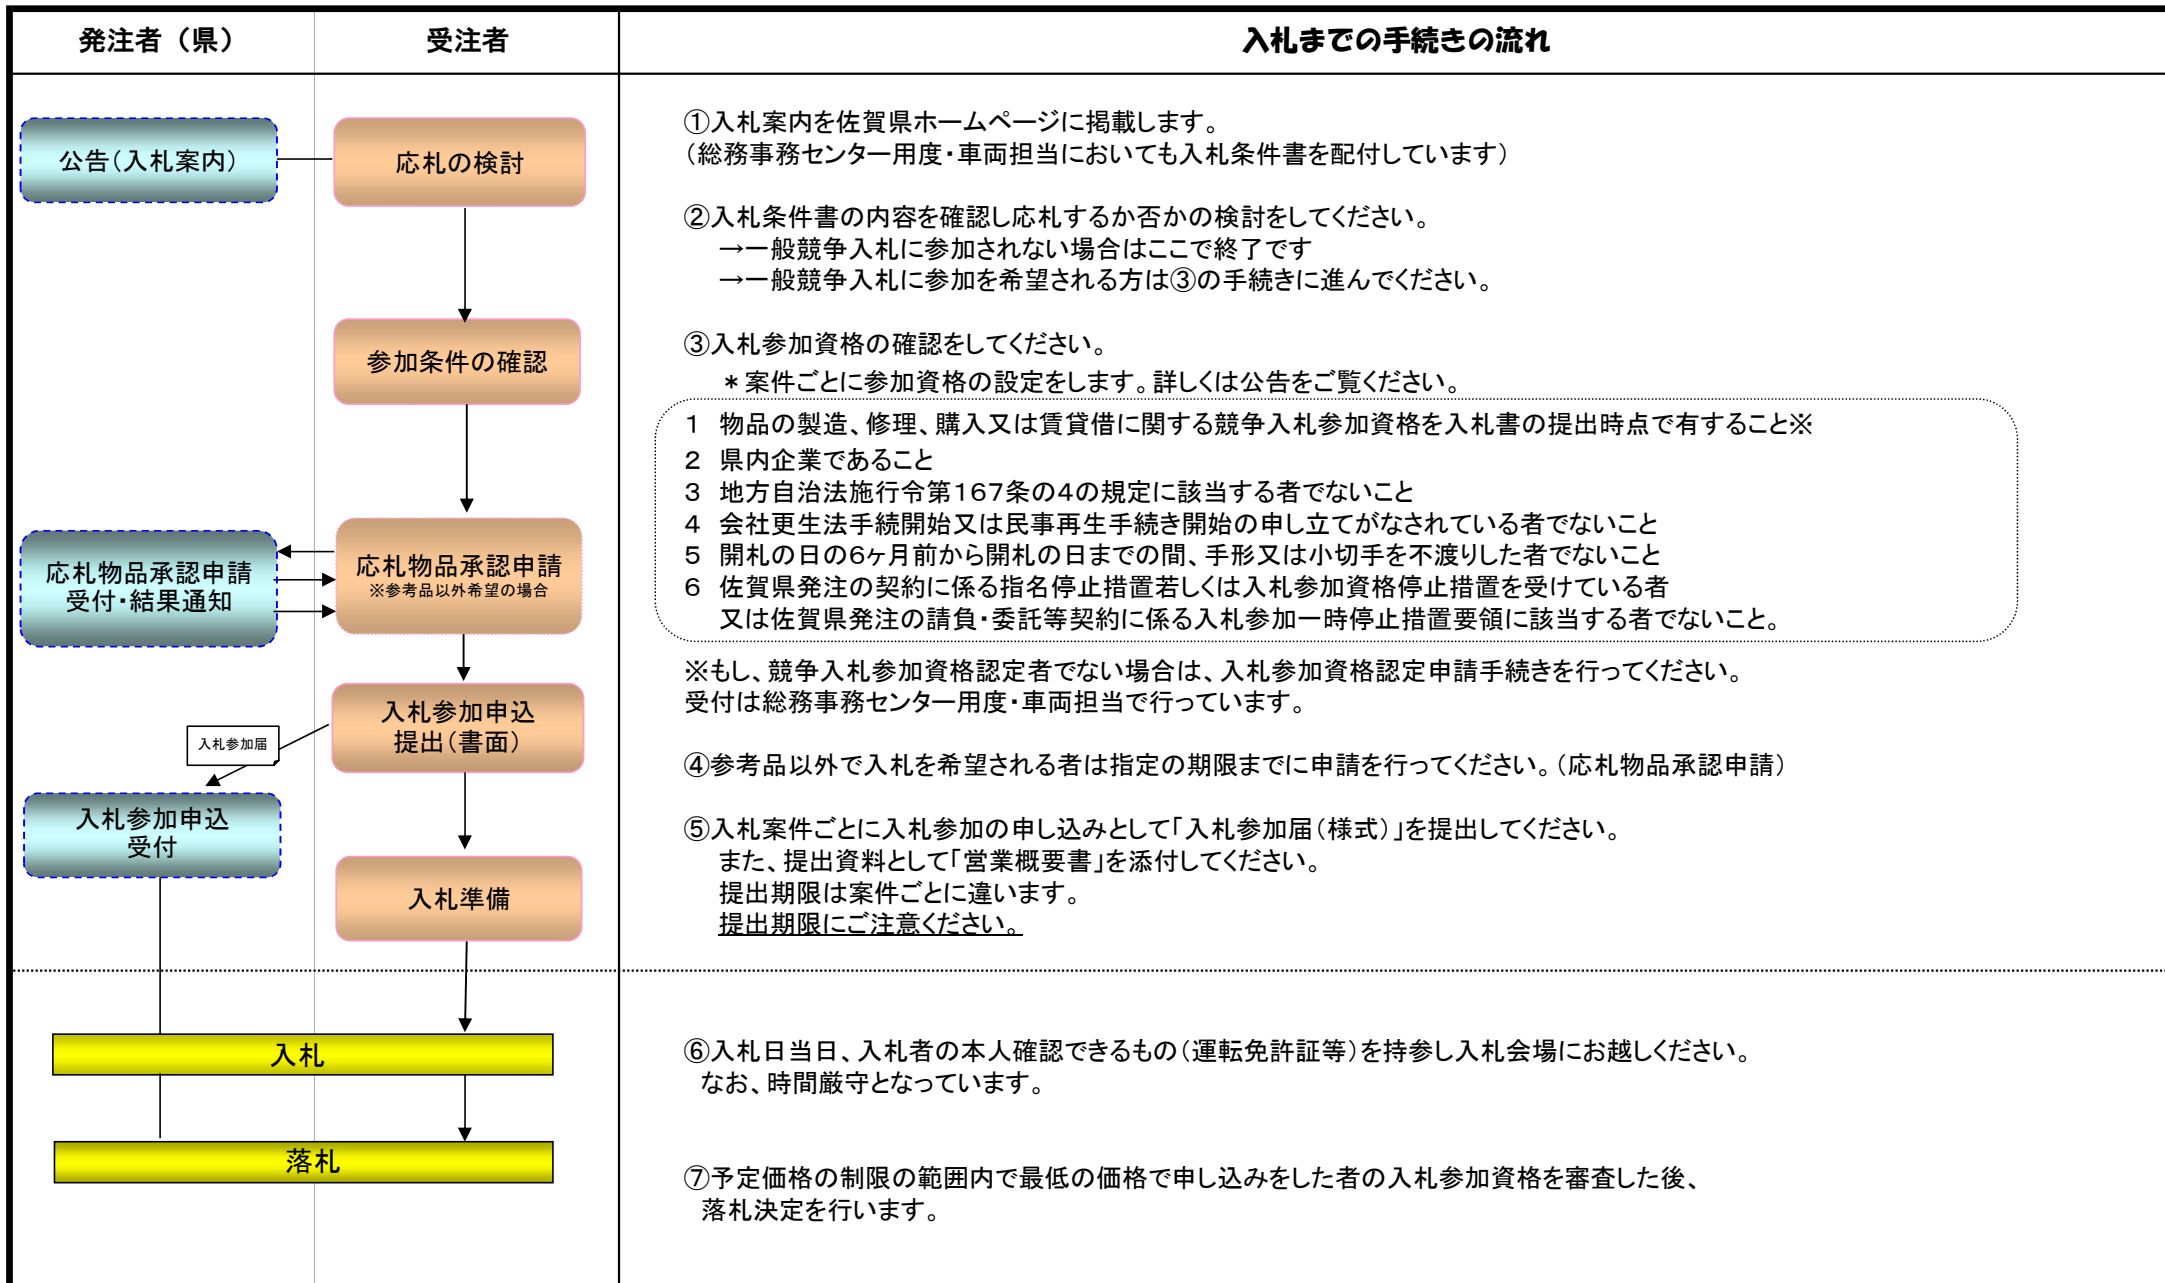 発注者（県）
受注者
入札までの手続きの流れ
公告（入札案内）
応札の検討
参加条件の確認
応札物品承認申請
受付・結果通知
応札物品承認申請
※参考品以外希望の場合
入札参加申込
提出（書面）
入札参加届
入札参加申込
受付
入札準備
入札
落札
①入札案内を佐賀県ホームページに掲載します。
（総務事務センター用度・車両担当においても入札条件書を配付しています）
②入札条件書の内容を確認し応札するか否かの検討をしてください。
→一般競争入札に参加されない場合はここで終了です
→一般競争入札に参加を希望される方は③の手続きに進んでください。
③入札参加資格の確認をしてください。
＊案件ごとに参加資格の設定をします。詳しくは公告をご覧ください。
１　物品の製造、修理、購入又は賃貸借に関する競争入札参加資格を入札書の提出時点で有すること※
２　県内企業であること
３　地方自治法施行令第１６７条の４の規定に該当する者でないこと
４　会社更生法手続開始又は民事再生手続き開始の申し立てがなされている者でないこと
５　開札の日の６ヶ月前から開札の日までの間、手形又は小切手を不渡りした者でないこと
６　佐賀県発注の契約に係る指名停止措置若しくは入札参加資格停止措置を受けている者
又は佐賀県発注の請負・委託等契約に係る入札参加一時停止措置要領に該当する者でないこと。
※もし、競争入札参加資格認定者でない場合は、入札参加資格認定申請手続きを行ってください。
受付は総務事務センター用度・車両担当で行っています。
④参考品以外で入札を希望される者は指定の期限までに申請を行ってください。（応札物品承認申請）
⑤入札案件ごとに入札参加の申し込みとして「入札参加届（様式）」を提出してください。
また、提出資料として「営業概要書」を添付してください。
提出期限は案件ごとに違います。
提出期限にご注意ください。
⑥入札日当日、入札者の本人確認できるもの（運転免許証等）を持参し入札会場にお越しください。
なお、時間厳守となっています。
⑦予定価格の制限の範囲内で最低の価格で申し込みをした者の入札参加資格を審査した後、
落札決定を行います。